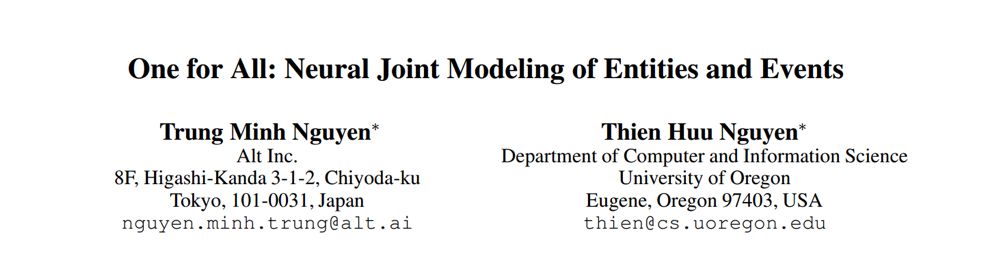 One for All: Neural Joint Modeling of Entities and Events
Trung Minh Nguyen*
Alt Inc.
8F, Higashi-Kanda 3-1-2, Chiyoda-ku
Tokyo, 101-0031, Japan
nguyen.minh.trung@alt.ai
Thien Huu Nguyen*
Department of Computer and Information Science
University of Oregon
Eugene, Oregon 97403, USA
thien@cs.uoregon.edu